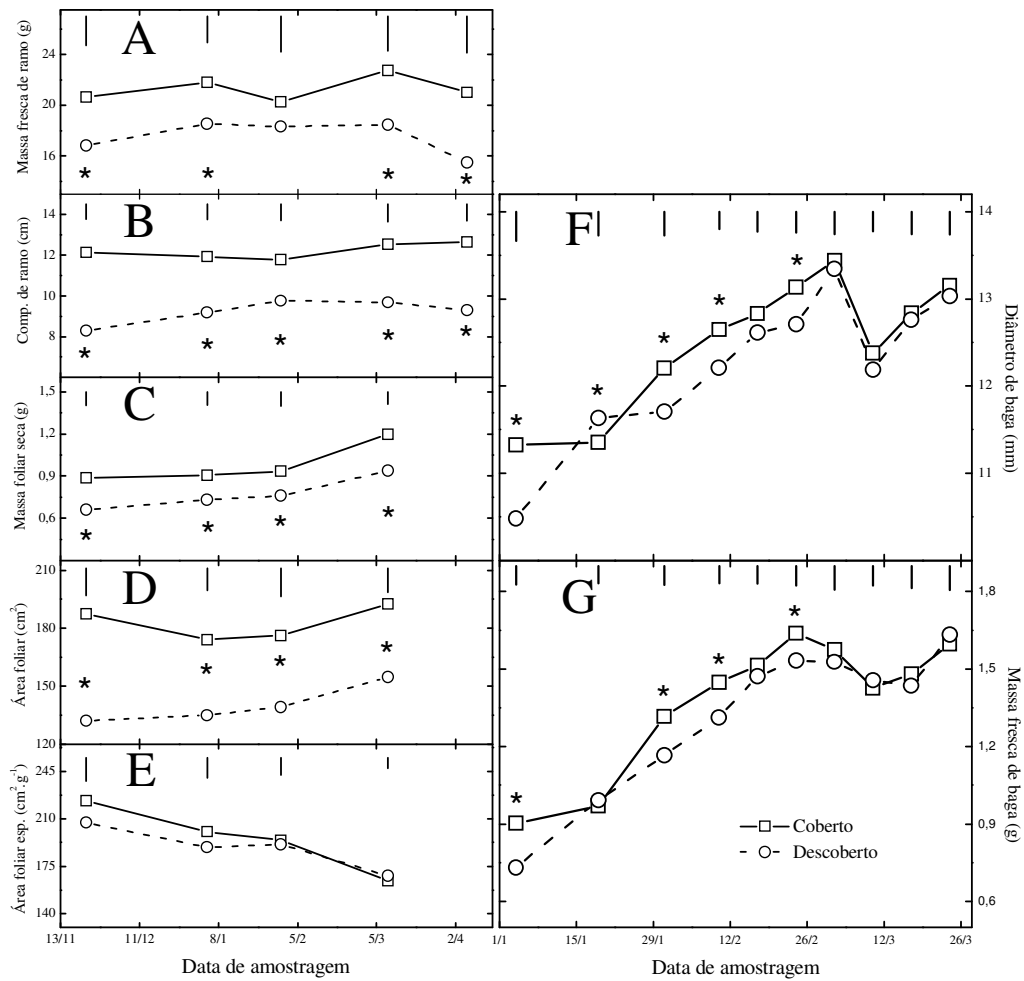 A
Massa fresca de ramo (g)
24
20
16
* * * *
B
Comp. de ramo (cm)
14
12
10
8
* * * * *
C
Massa foliar seca (g)
1,5
1,2
0,9
0,6
* * * *
D
Área foliar (cm²)
210
180
150
120
* * * *
E
Área foliar esp. (cm².g⁻¹)
245
210
175
140
13/11 11/12 8/1 5/2 5/3 2/4
Data de amostragem
F
Diâmetro de baga (mm)
14
13
12
11
* * * * *
G
Massa fresca de baga (g)
1,8
1,5
1,2
0,9
0,6
* * * *
Coberto
Descoberto
1/1 15/1 29/1 12/2 26/2 12/3 26/3
Data de amostragem